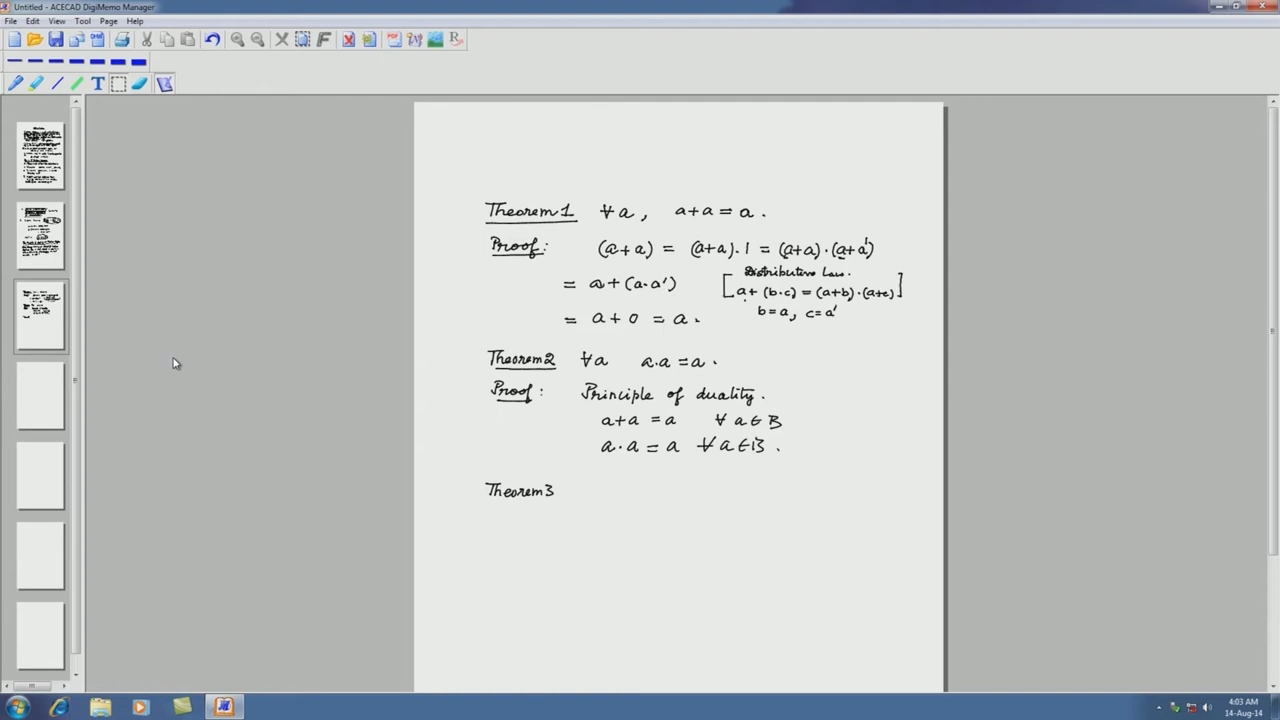 Untitled - ACECAD DigiMemo Manager
File Edit View Tool Page Help
Theorem 1 ∀ a , a+a = a .
Proof : (a+a) = (a+a) . 1 = (a+a) . (a+a')
= a + (a.a') [ Distributive Law.
a + (b.c) = (a+b) . (a+c) ]
b = a , c = a'
= a + 0 = a .
Theorem 2 ∀ a a.a = a .
Proof : Principle of duality .
a+a = a ∀ a ∈ B
a . a = a ∀ a ∈ B .
Theorem 3
4:03 AM
14-Aug-14